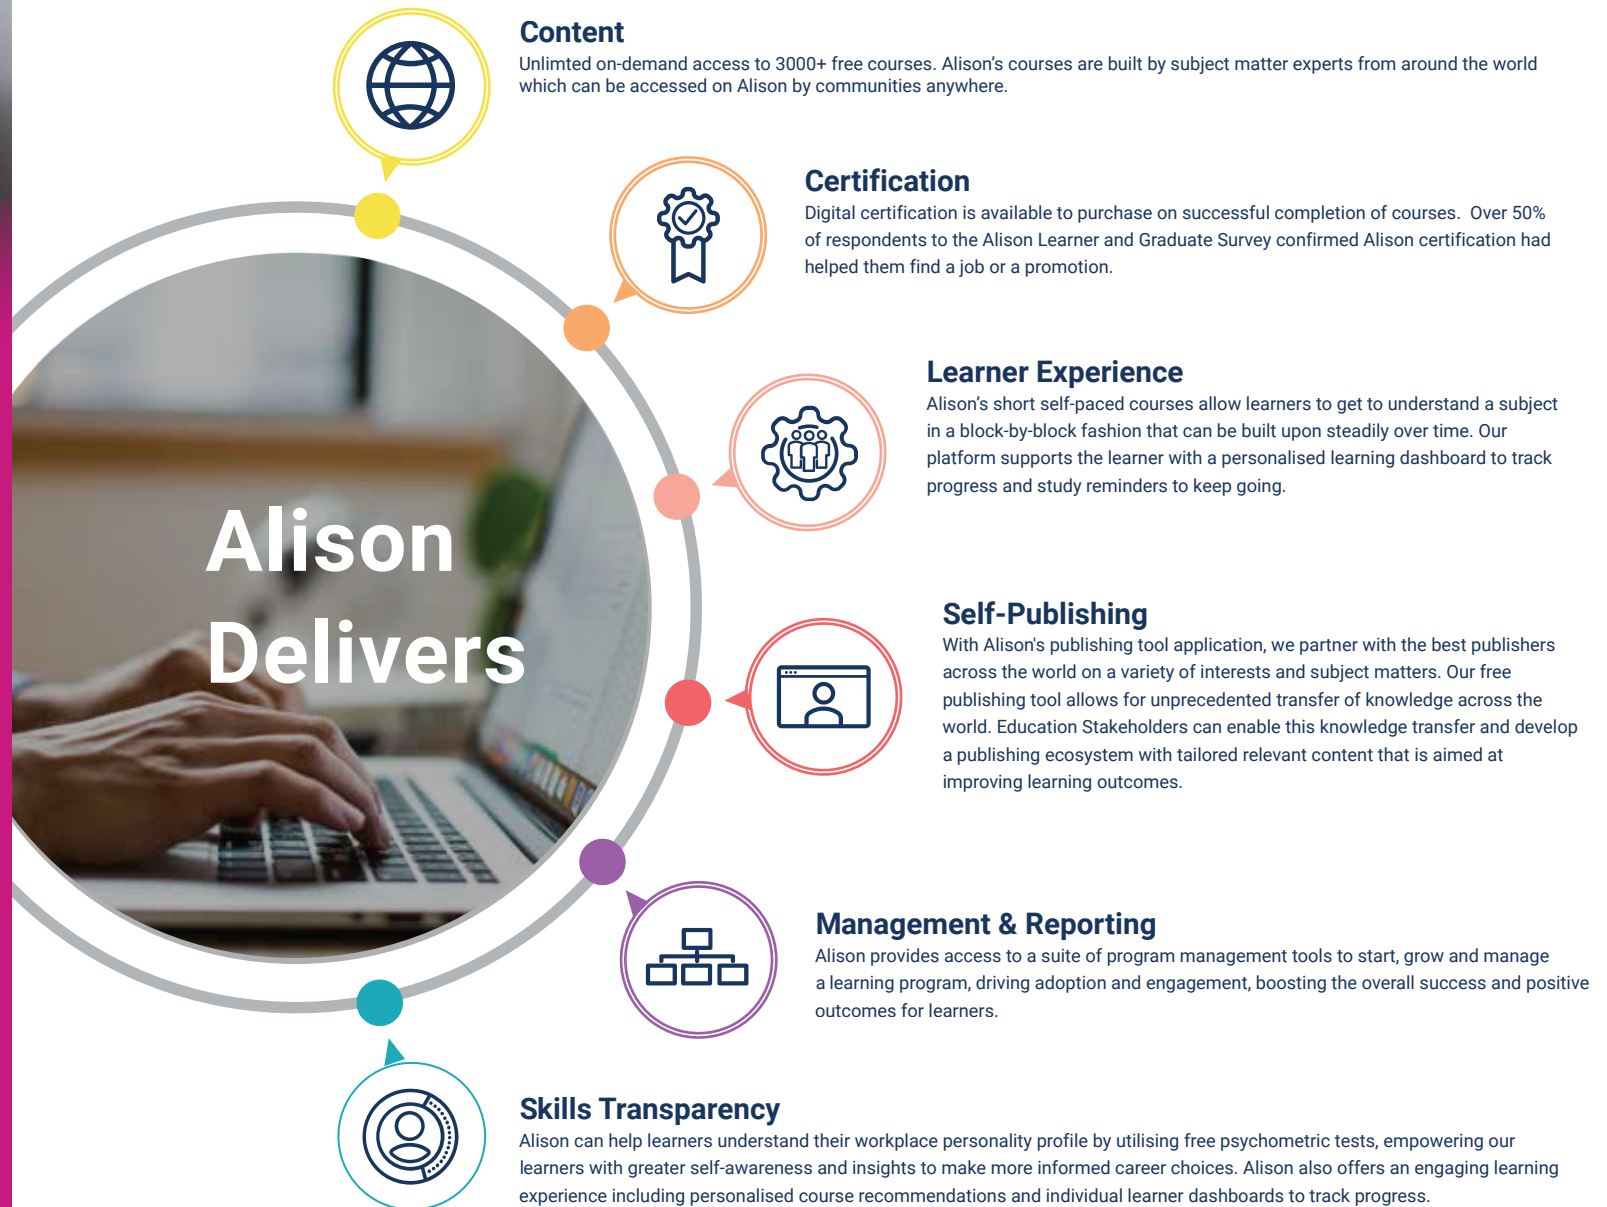 Content
Unlimted on-demand access to 3000+ free courses. Alison's courses are built by subject matter experts from around the world
which can be accessed on Alison by communities anywhere.
Certification
Digital certification is available to purchase on successful completion of courses.  Over 50%
of respondents to the Alison Learner and Graduate Survey confirmed Alison certification had
helped them find a job or a promotion.
Learner Experience
Alison's short self-paced courses allow learners to get to understand a subject
in a block-by-block fashion that can be built upon steadily over time. Our
platform supports the learner with a personalised learning dashboard to track
progress and study reminders to keep going.
Alison
Delivers
Self-Publishing
With Alison's publishing tool application, we partner with the best publishers
across the world on a variety of interests and subject matters. Our free
publishing tool allows for unprecedented transfer of knowledge across the
world. Education Stakeholders can enable this knowledge transfer and develop
a publishing ecosystem with tailored relevant content that is aimed at
improving learning outcomes.
Management & Reporting
Alison provides access to a suite of program management tools to start, grow and manage
a learning program, driving adoption and engagement, boosting the overall success and positive
outcomes for learners.
Skills Transparency
Alison can help learners understand their workplace personality profile by utilising free psychometric tests, empowering our
learners with greater self-awareness and insights to make more informed career choices. Alison also offers an engaging learning
experience including personalised course recommendations and individual learner dashboards to track progress.